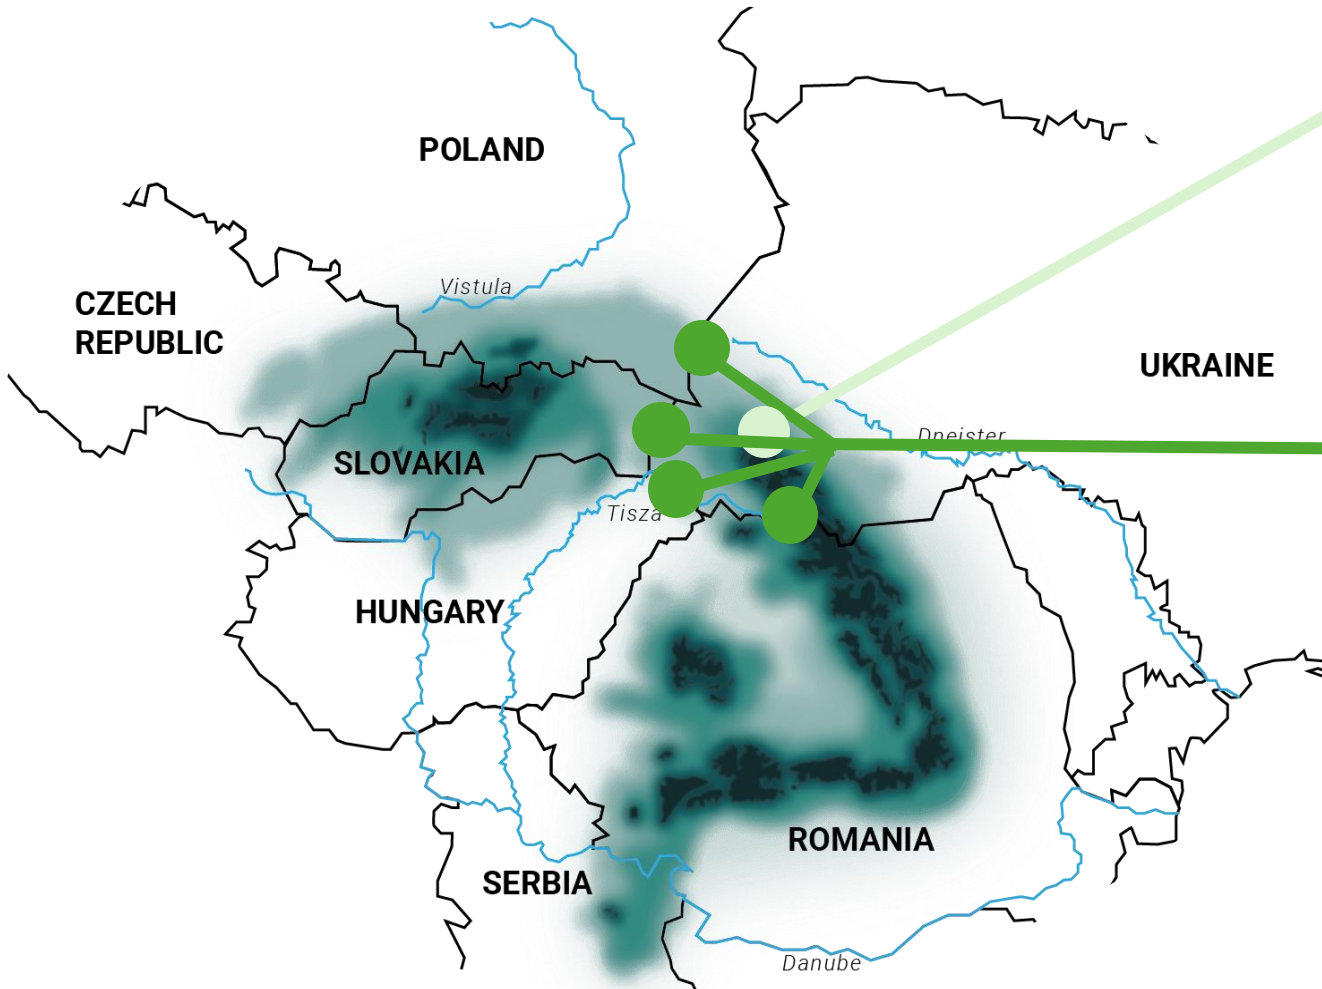 POLAND
Vistula
CZECH
REPUBLIC
UKRAINE
Dneister
SLOVAKIA
Tisza
HUNGARY
ROMANIA
SERBIA
Danube